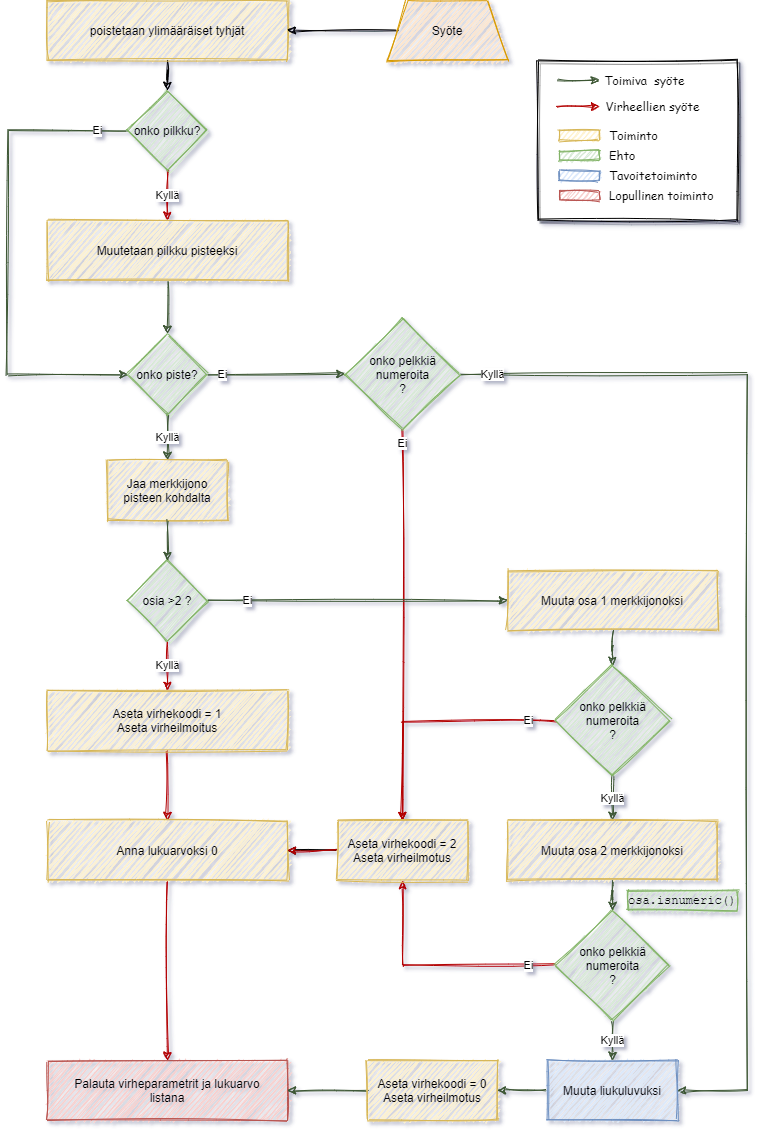 poistetaan ylimääräiset tyhjät
Syöte
Toimiva syöte
Virheellien syöte
Toiminto
Ehto
Tavoitetoiminto
Lopullinen toiminto
onko pilkku?
Ei
Kyllä
Muutetaan pilkku pisteeksi
onko piste?
Ei
onko pelkkiä
numeroita
?
Kyllä
Ei
Kyllä
Jaa merkkijono
pisteen kohdalta
osia >2 ?
Ei
Muuta osa 1 merkkijonoksi
Kyllä
Aseta virhekoodi = 1
Aseta virheilmoitus
onko pelkkiä
numeroita
?
Ei
Kyllä
Anna lukuarvoksi 0
Aseta virhekoodi = 2
Aseta virheilmotus
Muuta osa 2 merkkijonoksi
osa.isnumeric()
onko pelkkiä
numeroita
?
Ei
Kyllä
Palauta virheparametrit ja lukuarvo
listana
Aseta virhekoodi = 0
Aseta virheilmotus
Muuta liukuluvuksi